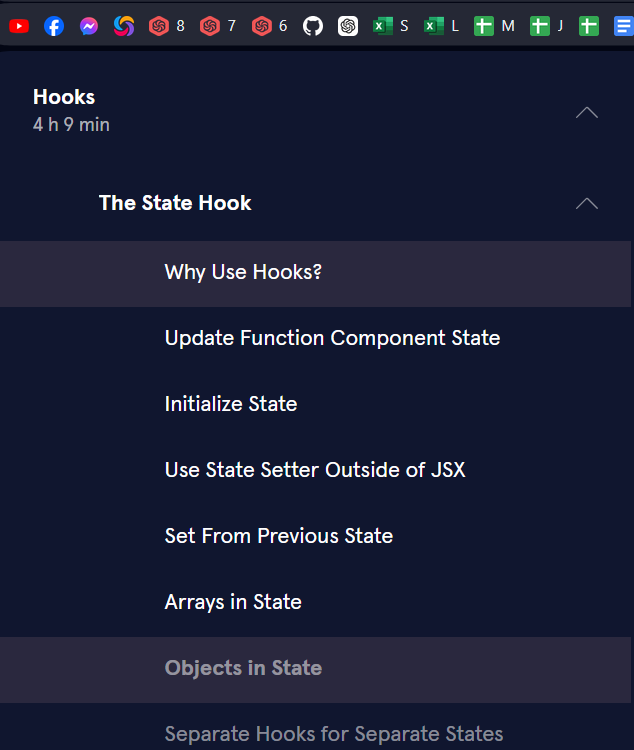 8 7 6 S L M J
Hooks
4 h 9 min
The State Hook
Why Use Hooks?
Update Function Component State
Initialize State
Use State Setter Outside of JSX
Set From Previous State
Arrays in State
Objects in State
Separate Hooks for Separate States